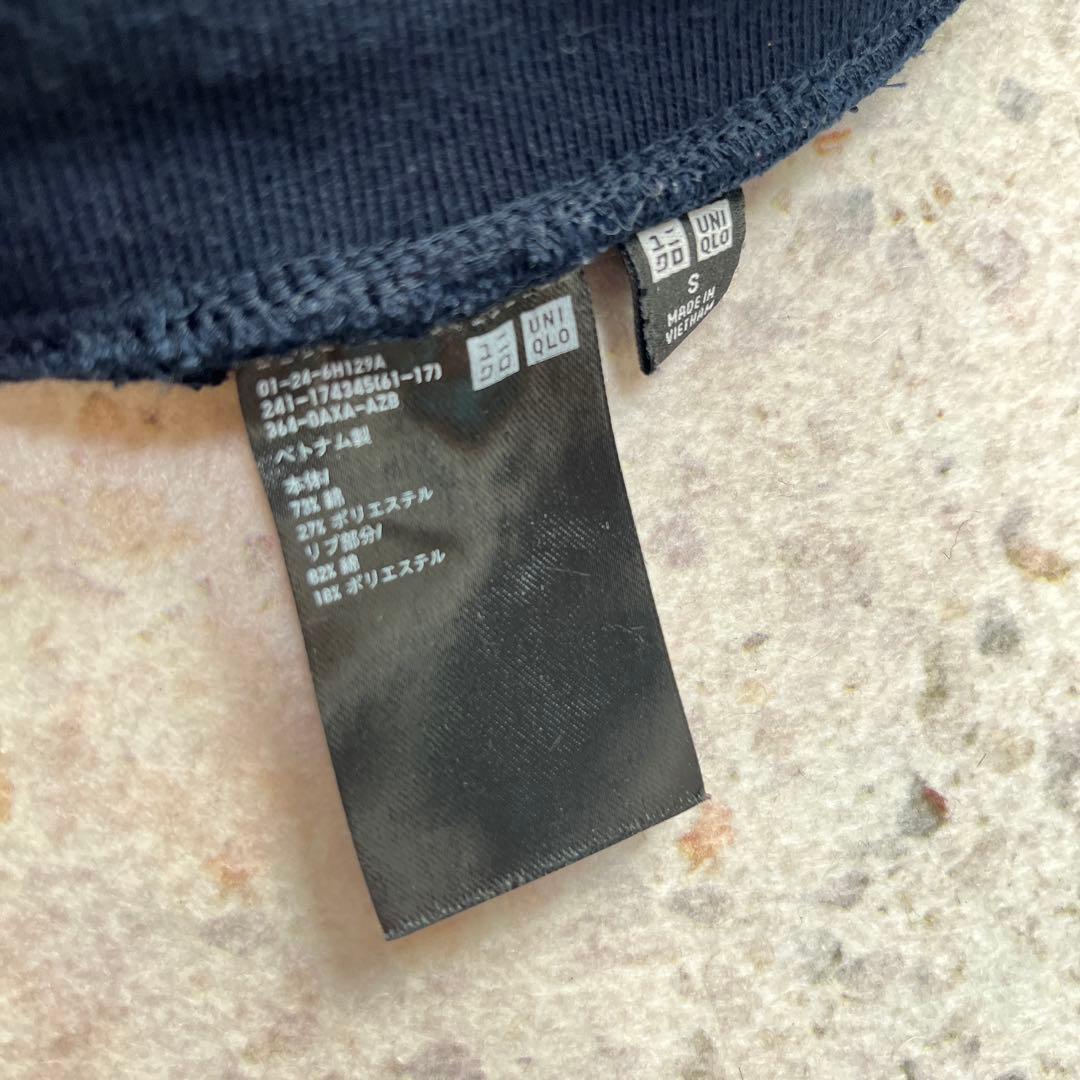 UNI
QLO
01-24-6H129A
241-174345(61-17)
364-0AXA-AZB
ベトナム製
本体/
73% 綿
27% ポリエステル
リブ部分/
82% 綿
18% ポリエステル
ユニ
クロ
UNI
QLO
S
MADE IN
VIETNAM
ユニ
クロ